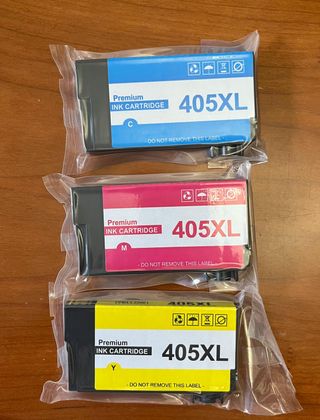 Premium
INK CARTRIDGE
405XL
C
- DO NOT REMOVE THIS LABEL -
Premium
INK CARTRIDGE
405XL
M
- DO NOT REMOVE THIS LABEL -
Premium
INK CARTRIDGE
405XL
Y
- DO NOT REMOVE THIS LABEL -